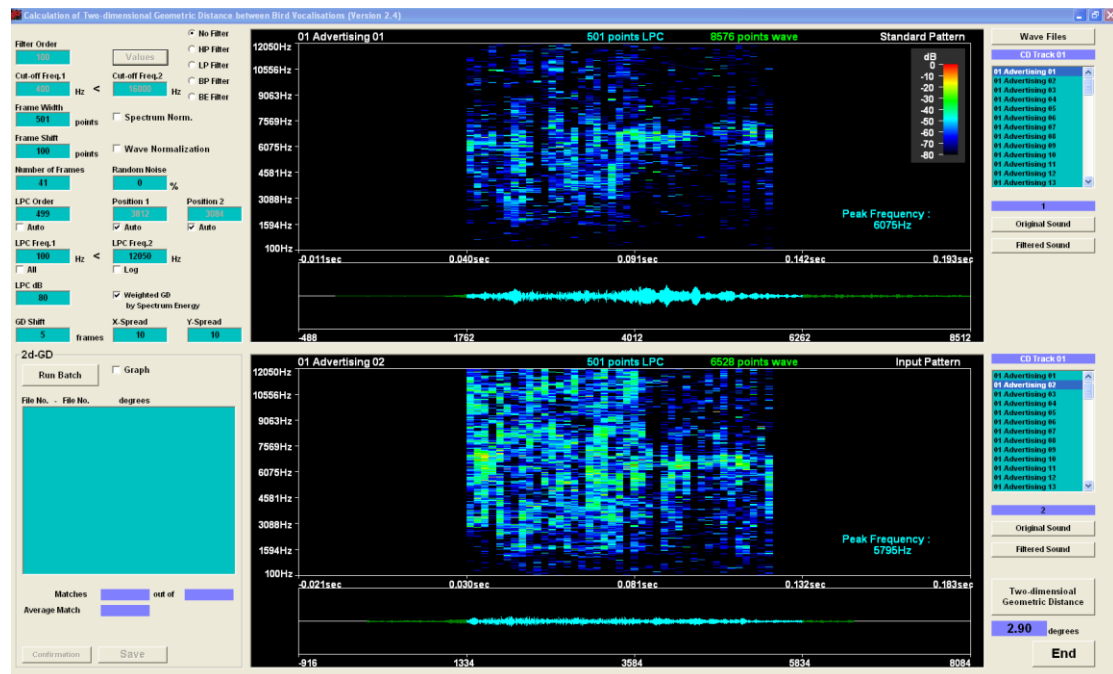 Calculation of Two-dimensional Geometric Distance between Bird Vocalisations (Version 2.4)
Filter Order
100
Values
No Filter
HP Filter
LP Filter
BP Filter
BE Filter
Cut-off Freq.1
400 Hz <
Cut-off Freq.2
16000 Hz
Frame Width
501 points
Spectrum Norm.
Frame Shift
100 points
Wave Normalization
Number of Frames
41
Random Noise
0 %
LPC Order
499
Auto
Position 1
3812
Auto
Position 2
3084
Auto
LPC Freq.1
100 Hz <
All
LPC Freq.2
12050 Hz
Log
LPC dB
80
Weighted GD
by Spectrum Energy
GD Shift
5 frames
X-Spread
10
Y-Spread
10
01 Advertising 01 501 points LPC 8576 points wave Standard Pattern
12050Hz
10556Hz
9063Hz
7569Hz
6075Hz
4581Hz
3088Hz
1594Hz
100Hz
dB
0
-10
-20
-30
-40
-50
-60
-70
-80
Peak Frequency :
6075Hz
-0.011sec 0.040sec 0.091sec 0.142sec 0.193sec
-488 1762 4012 6262 8512
Wave Files
CD Track 01
01 Advertising 01
01 Advertising 02
01 Advertising 03
01 Advertising 04
01 Advertising 05
01 Advertising 06
01 Advertising 07
01 Advertising 08
01 Advertising 09
01 Advertising 10
01 Advertising 11
01 Advertising 12
01 Advertising 13
1
Original Sound
Filtered Sound
2d-GD
Run Batch
Graph
File No. - File No. degrees
Matches out of
Average Match
Confirmation
Save
01 Advertising 02 501 points LPC 6528 points wave Input Pattern
12050Hz
10556Hz
9063Hz
7569Hz
6075Hz
4581Hz
3088Hz
1594Hz
100Hz
Peak Frequency :
5795Hz
-0.021sec 0.030sec 0.081sec 0.132sec 0.183sec
-916 1334 3584 5834 8084
CD Track 01
01 Advertising 01
01 Advertising 02
01 Advertising 03
01 Advertising 04
01 Advertising 05
01 Advertising 06
01 Advertising 07
01 Advertising 08
01 Advertising 09
01 Advertising 10
01 Advertising 11
01 Advertising 12
01 Advertising 13
2
Original Sound
Filtered Sound
Two-dimensioal
Geometric Distance
2.90 degrees
End